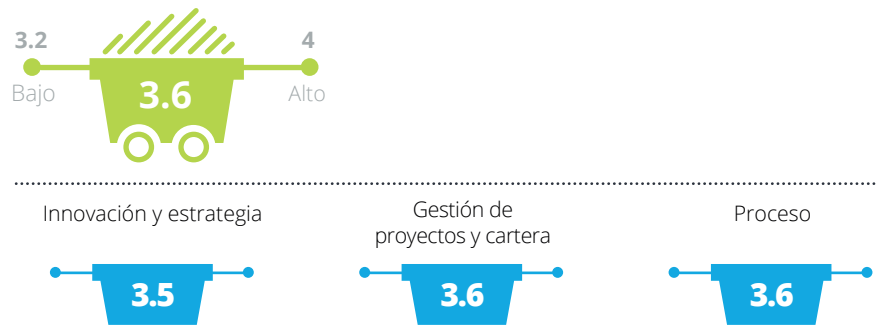 3.2
4
3.6
Bajo
Alto
Innovación y estrategia
Gestión de
proyectos y cartera
Proceso
3.5
3.6
3.6